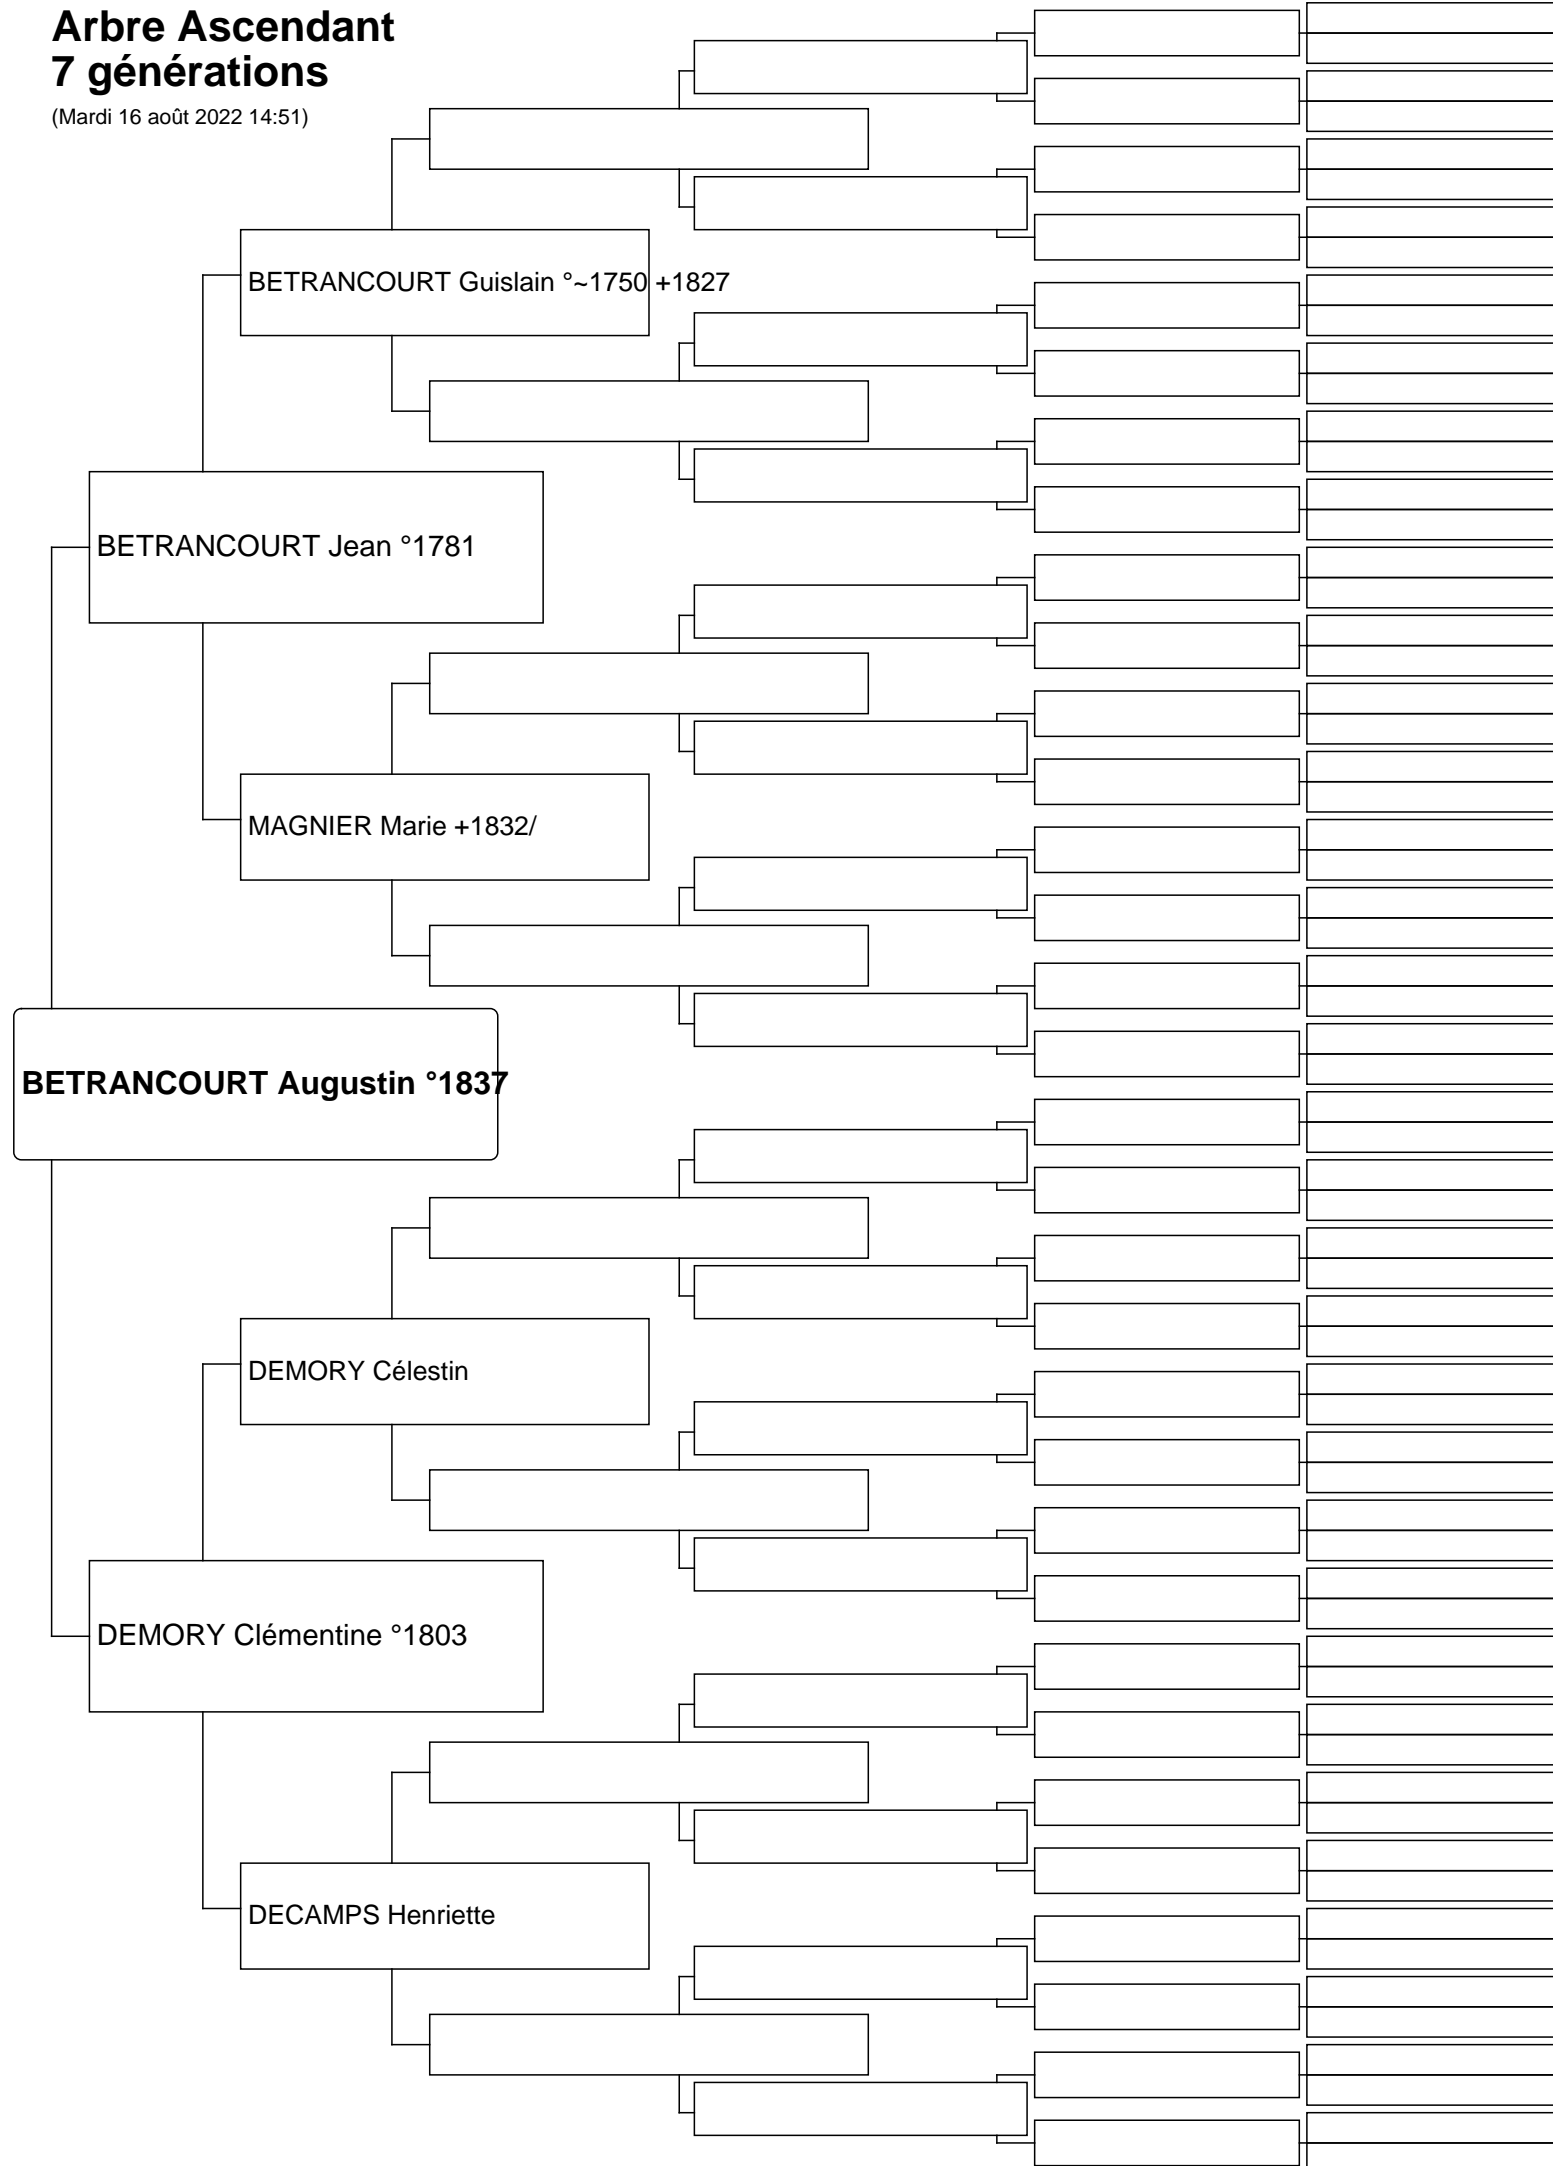 Arbre Ascendant
7 générations
(Mardi 16 août 2022 14:51)
BETRANCOURT Guislain °~1750 +1827
BETRANCOURT Jean °1781
MAGNIER Marie +1832/
BETRANCOURT Augustin °1837
DEMORY Célestin
DEMORY Clémentine °1803
DECAMPS Henriette